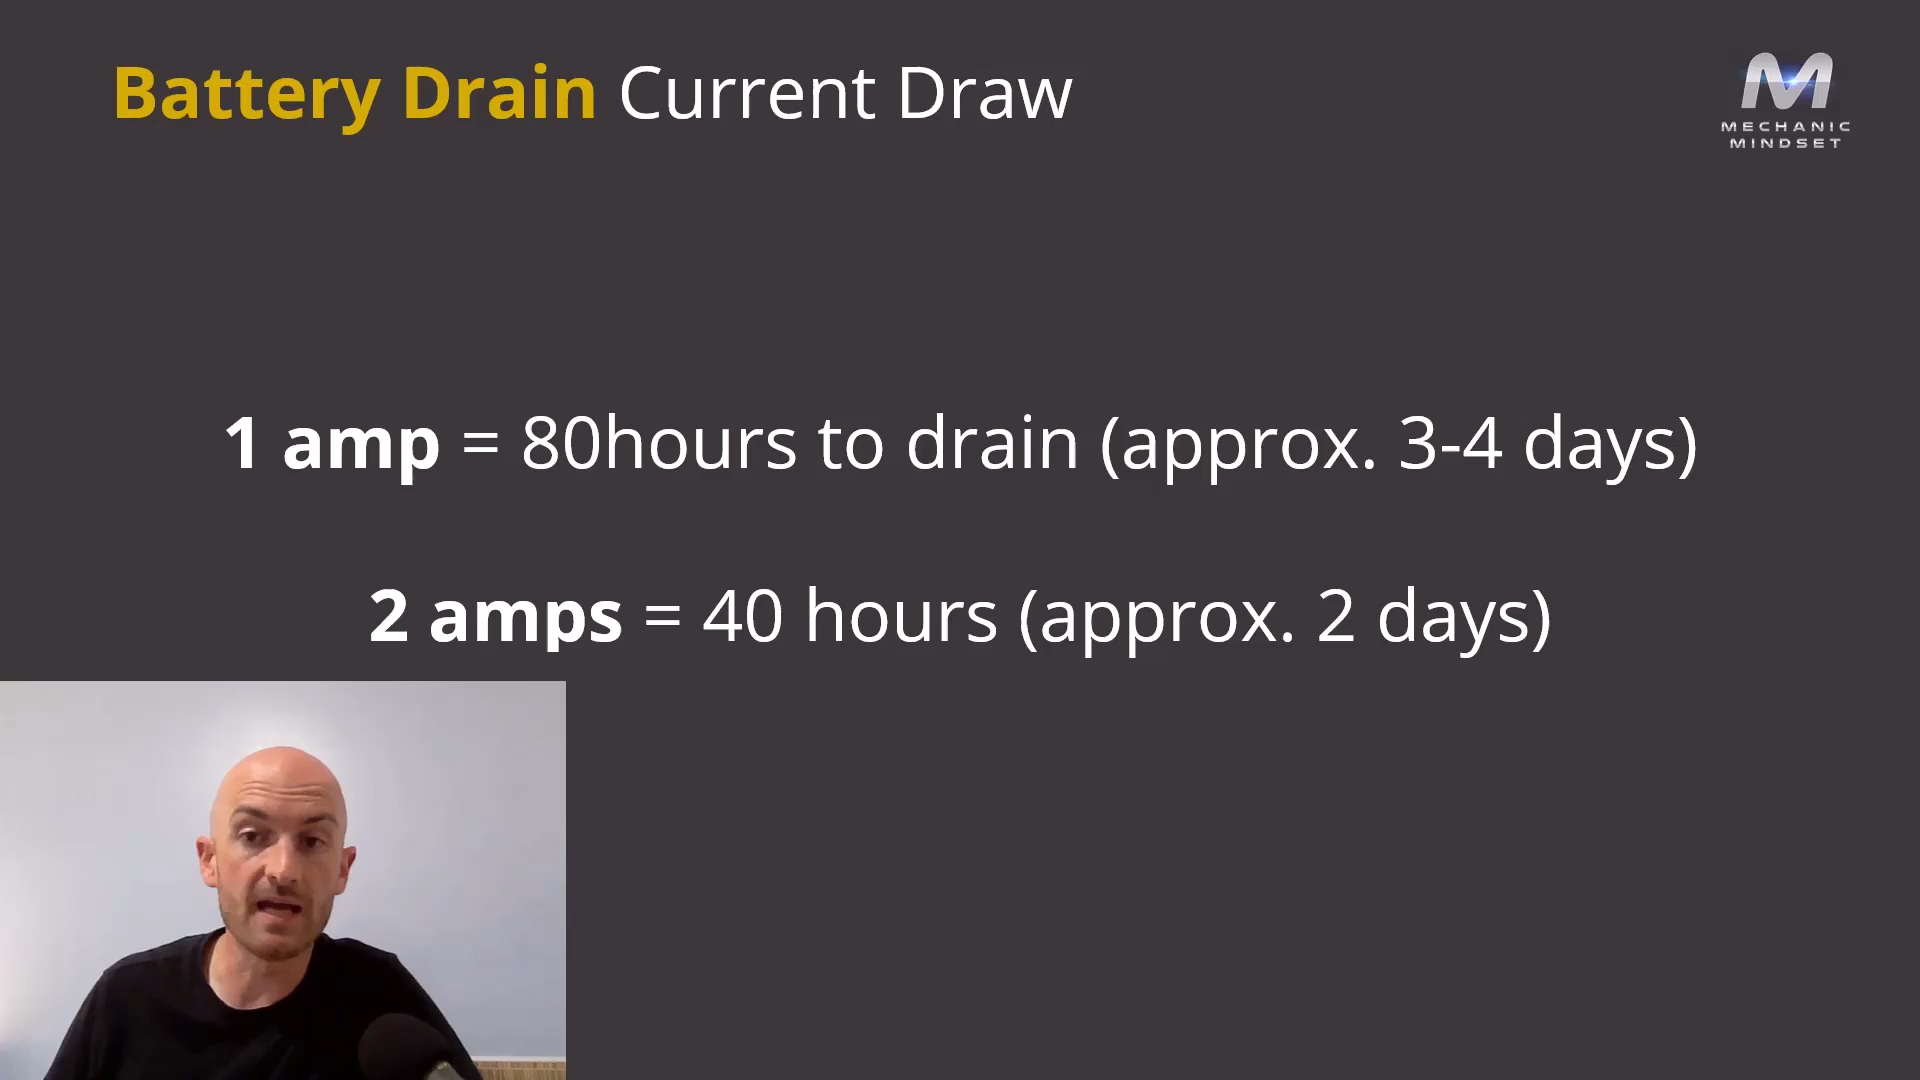 Battery Drain Current Draw
MECHANIC
MINDSET
1 amp = 80hours to drain (approx. 3-4 days)
2 amps = 40 hours (approx. 2 days)